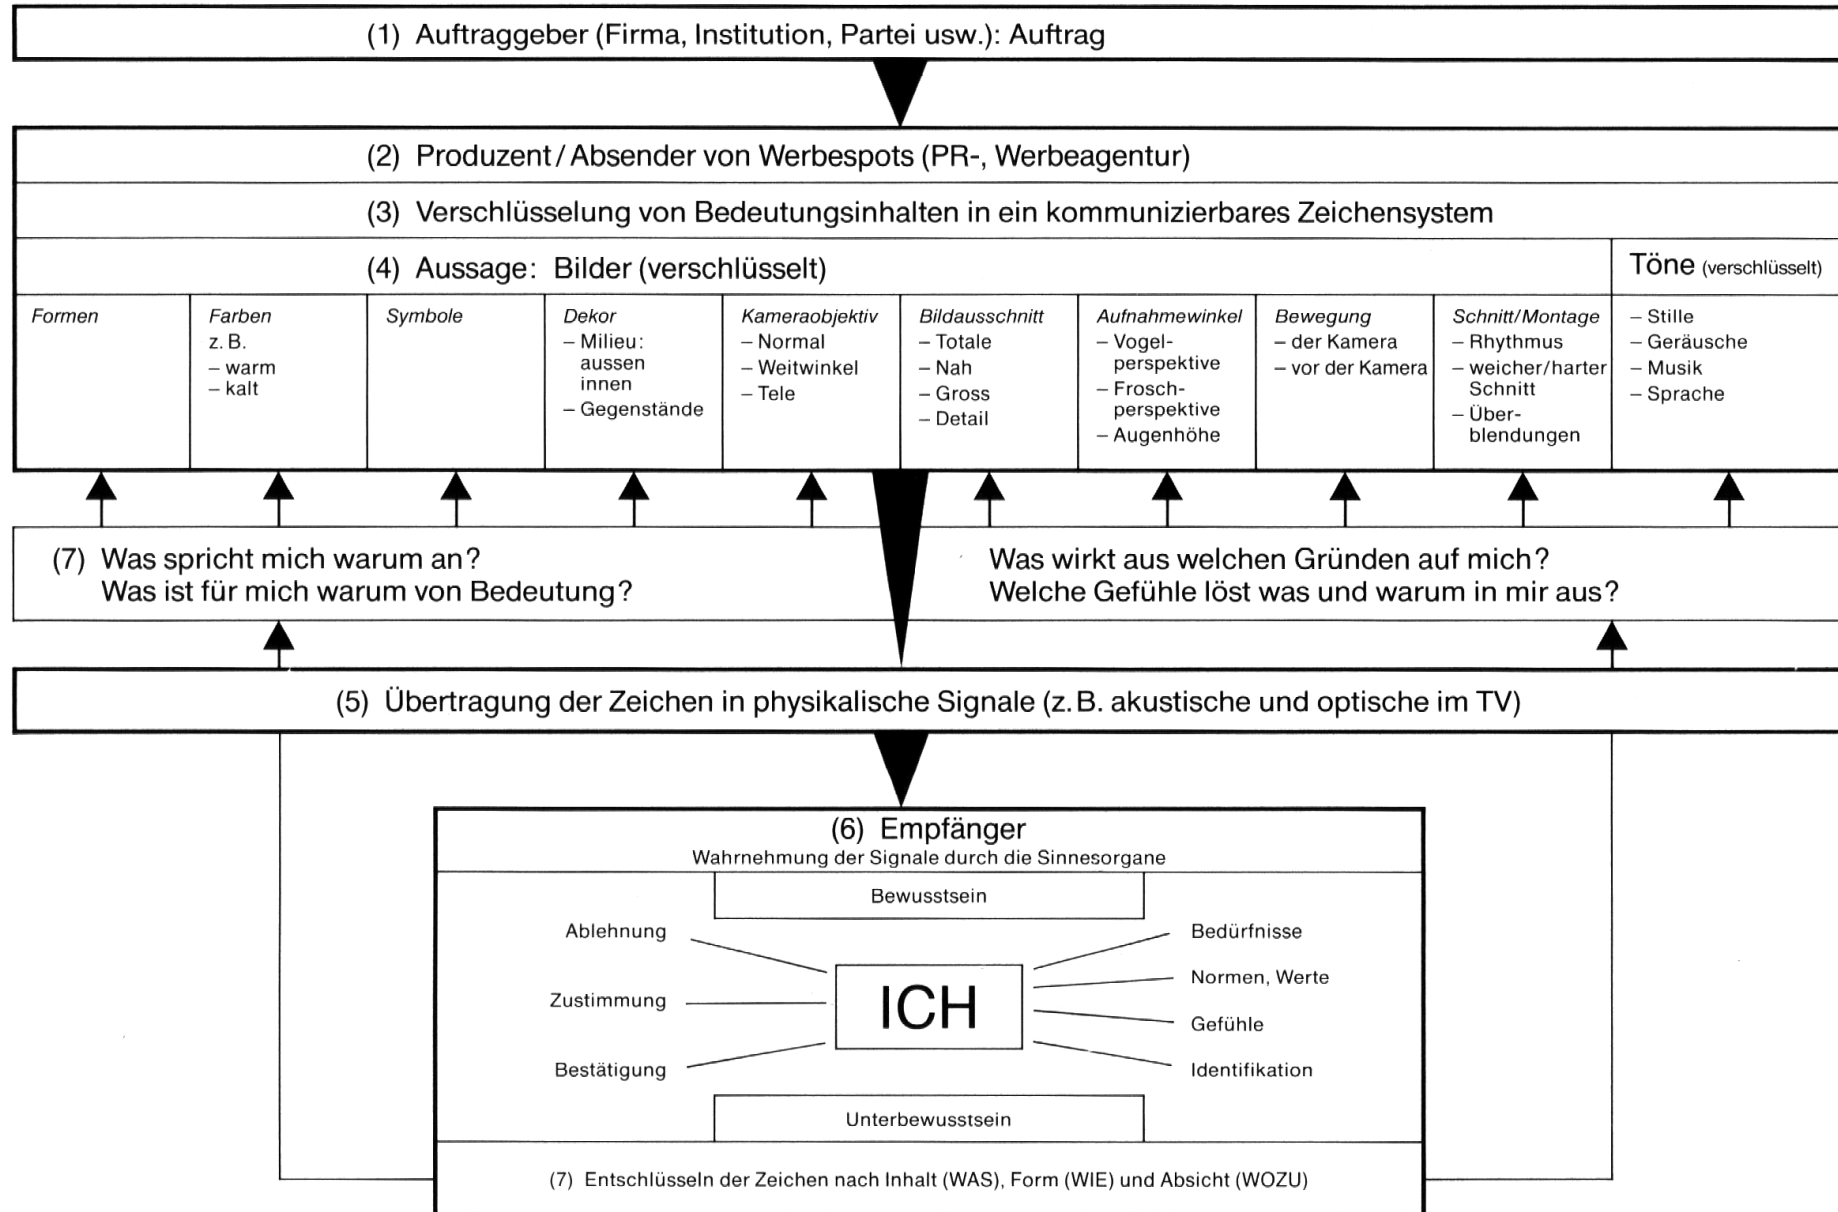 (1) Auftraggeber (Firma, Institution, Partei usw.): Auftrag
(2) Produzent / Absender von Werbespots (PR-, Werbeagentur)
(3) Verschlüsselung von Bedeutungsinhalten in ein kommunizierbares Zeichensystem
(4) Aussage: Bilder (verschlüsselt)
Töne (verschlüsselt)
Formen
Farben
z. B.
– warm
– kalt
Symbole
Dekor
– Milieu:
aussen
innen
– Gegenstände
Kameraobjektiv
– Normal
– Weitwinkel
– Tele
Bildausschnitt
– Totale
– Nah
– Gross
– Detail
Aufnahmewinkel
– Vogel-
perspektive
– Frosch-
perspektive
– Augenhöhe
Bewegung
– der Kamera
– vor der Kamera
Schnitt/Montage
– Rhythmus
– weicher/harter
Schnitt
– Über-
blendungen
– Stille
– Geräusche
– Musik
– Sprache
(7) Was spricht mich warum an?
Was ist für mich warum von Bedeutung?
Was wirkt aus welchen Gründen auf mich?
Welche Gefühle löst was und warum in mir aus?
(5) Übertragung der Zeichen in physikalische Signale (z. B. akustische und optische im TV)
(6) Empfänger
Wahrnehmung der Signale durch die Sinnesorgane
Bewusstsein
Ablehnung
Zustimmung
Bestätigung
ICH
Bedürfnisse
Normen, Werte
Gefühle
Identifikation
Unterbewusstsein
(7) Entschlüsseln der Zeichen nach Inhalt (WAS), Form (WIE) und Absicht (WOZU)